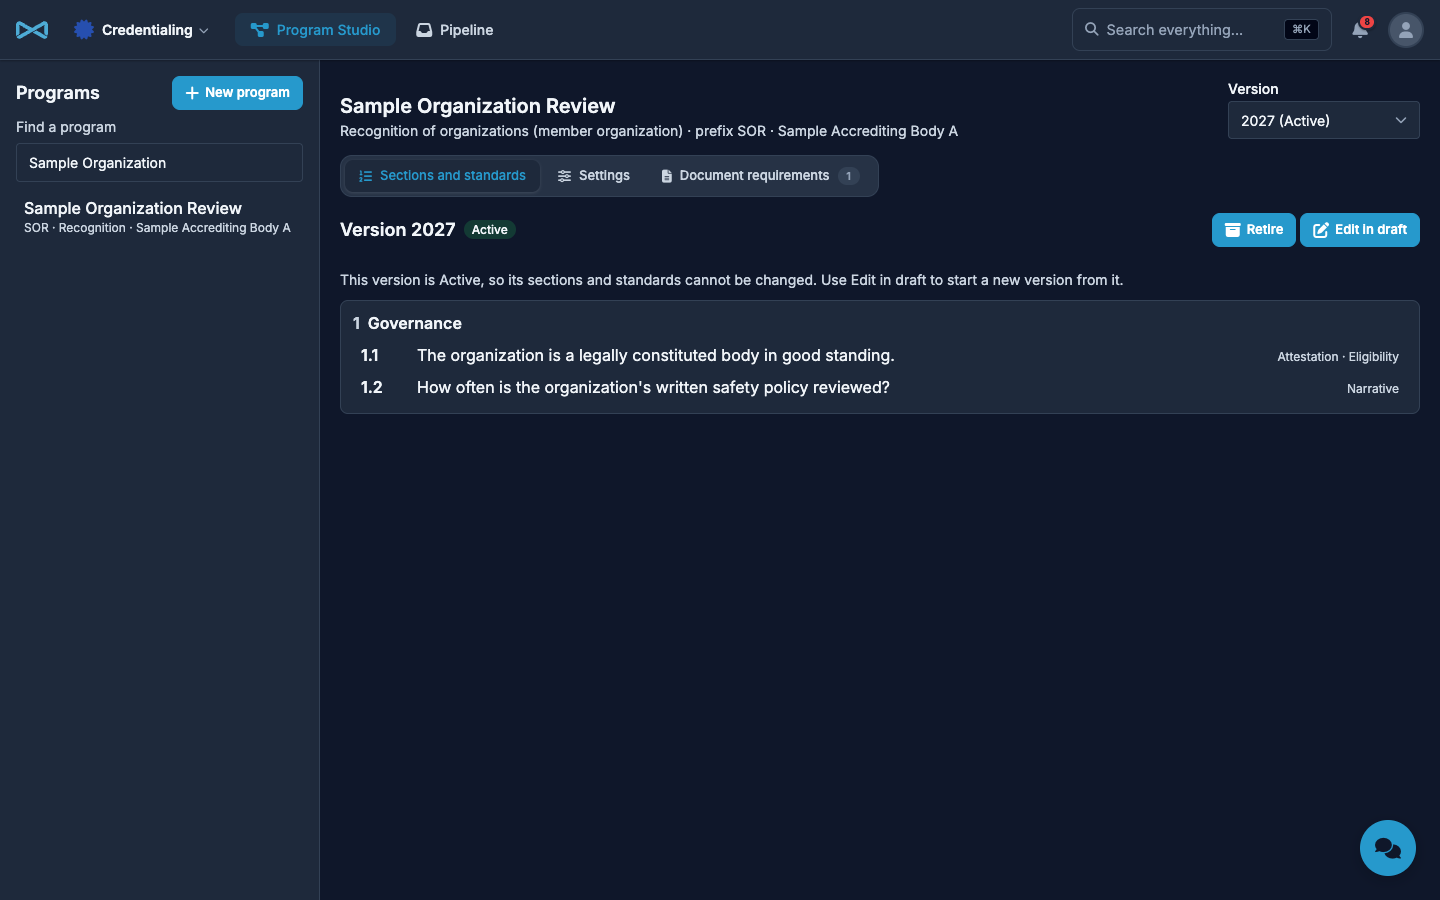 Credentialing
Program Studio
Pipeline
Search everything...
⌘K
8
Programs
New program
Find a program
Sample Organization
Sample Organization Review
SOR · Recognition · Sample Accrediting Body A
Sample Organization Review
Recognition of organizations (member organization) · prefix SOR · Sample Accrediting Body A
Version
2027 (Active)
Sections and standards
Settings
Document requirements 1
Version 2027 Active
Retire
Edit in draft
This version is Active, so its sections and standards cannot be changed. Use Edit in draft to start a new version from it.
1 Governance
1.1 The organization is a legally constituted body in good standing. Attestation · Eligibility
1.2 How often is the organization's written safety policy reviewed? Narrative